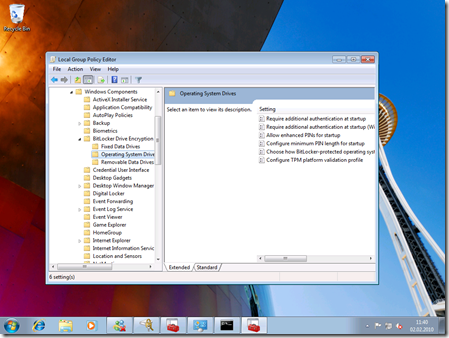 Recycle Bin
Local Group Policy Editor
File Action View Help
Windows Components
ActiveX Installer Service
Application Compatibility
AutoPlay Policies
Backup
Biometrics
BitLocker Drive Encryption
Fixed Data Drives
Operating System Drive
Removable Data Drives
Credential User Interface
Desktop Gadgets
Desktop Window Manager
Digital Locker
Event Forwarding
Event Log Service
Event Viewer
Game Explorer
HomeGroup
Internet Explorer
Internet Information Servic
Location and Sensors
Operating System Drives
Select an item to view its description.
Setting
Require additional authentication at startup
Require additional authentication at startup (Wi
Allow enhanced PINs for startup
Configure minimum PIN length for startup
Choose how BitLocker-protected operating syst
Configure TPM platform validation profile
Extended Standard
6 setting(s)
11:40
02.02.2010